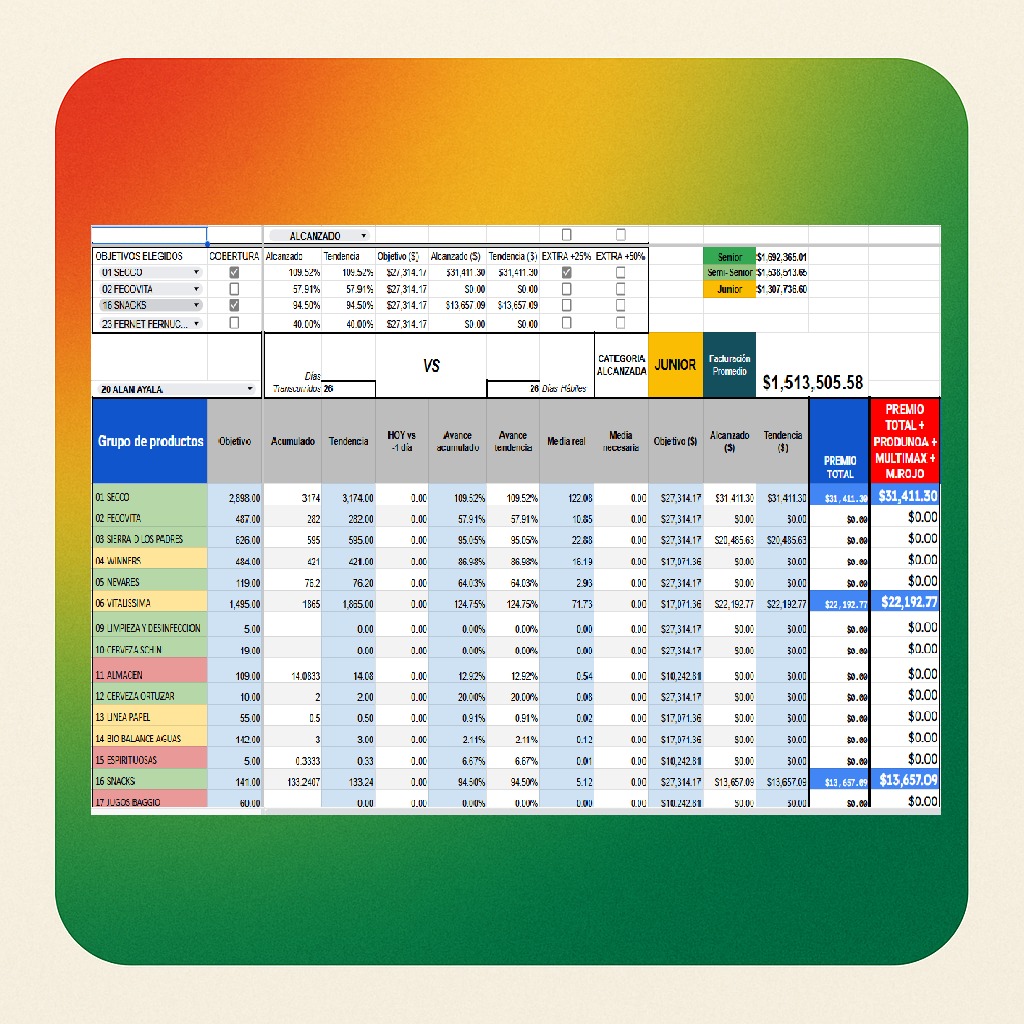 ALCANZADO
OBJETIVOS ELEGIDOS COBERTURA Alcanzado Tendencia Objetivo ($) Alcanzado ($) Tendencia ($) EXTRA +25% EXTRA +50% Senior $1,692,365.01
01 SECCO 109.52% 109.52% $27,314.17 $31,411.30 $31,411.30 Semi-Senior $1,538,513.65
02 FECOVITA 57.91% 57.91% $27,314.17 $0.00 $0.00 Junior $1,307,736.60
16 SNACKS 94.50% 94.50% $27,314.17 $13,657.09 $13,657.09
23 FERNET FERNUC... 40.00% 40.00% $27,314.17 $0.00 $0.00
20 ALAN AYALA Días Transcurridos 26 VS 26 Días Hábiles CATEGORIA ALCANZADA JUNIOR Facturación Promedio $1,513,505.58
Grupo de productos Objetivo Acumulado Tendencia HOY vs -1 día Avance acumulado Avance tendencia Media real Media necesaria Objetivo ($) Alcanzado ($) Tendencia ($) PREMIO TOTAL PREMIO TOTAL + PRODUNOA + MULTIMAX + M.ROJO
01 SECCO 2,898.00 3174 3,174.00 0.00 109.52% 109.52% 122.08 0.00 $27,314.17 $31,411.30 $31,411.30 $31,411.30 $31,411.30
02 FECOVITA 487.00 282 282.00 0.00 57.91% 57.91% 10.85 0.00 $27,314.17 $0.00 $0.00 $0.00 $0.00
03 SIERRA D LOS PADRES 626.00 595 595.00 0.00 95.05% 95.05% 22.88 0.00 $27,314.17 $20,485.63 $20,485.63 $0.00 $0.00
04 WINNERS 484.00 421 421.00 0.00 86.98% 86.98% 16.19 0.00 $17,071.36 $0.00 $0.00 $0.00 $0.00
05 NEVARES 119.00 76.2 76.20 0.00 64.03% 64.03% 2.93 0.00 $27,314.17 $0.00 $0.00 $0.00 $0.00
06 VITALISSIMA 1,495.00 1865 1,865.00 0.00 124.75% 124.75% 71.73 0.00 $17,071.36 $22,192.77 $22,192.77 $22,192.77 $22,192.77
09 LIMPIEZA Y DESINFECCION 5.00 0.00 0.00 0.00% 0.00% 0.00 0.00 $27,314.17 $0.00 $0.00 $0.00 $0.00
10 CERVEZA SCHIN 19.00 0.00 0.00 0.00% 0.00% 0.00 0.00 $27,314.17 $0.00 $0.00 $0.00 $0.00
11 ALMACEN 109.00 14.0833 14.08 0.00 12.92% 12.92% 0.54 0.00 $10,242.81 $0.00 $0.00 $0.00 $0.00
12 CERVEZA ORTUZAR 10.00 2 2.00 0.00 20.00% 20.00% 0.08 0.00 $27,314.17 $0.00 $0.00 $0.00 $0.00
13 LINEA PAPEL 55.00 0.5 0.50 0.00 0.91% 0.91% 0.02 0.00 $17,071.36 $0.00 $0.00 $0.00 $0.00
14 BIO BALANCE AGUAS 142.00 3 3.00 0.00 2.11% 2.11% 0.12 0.00 $17,071.36 $0.00 $0.00 $0.00 $0.00
15 ESPIRITUOSAS 5.00 0.3333 0.33 0.00 6.67% 6.67% 0.01 0.00 $10,242.81 $0.00 $0.00 $0.00 $0.00
16 SNACKS 141.00 133.2407 133.24 0.00 94.50% 94.50% 5.12 0.00 $27,314.17 $13,657.09 $13,657.09 $13,657.09 $13,657.09
17 JUGOS BAGGIO 60.00 0.00 0.00 0.00% 0.00% 0.00 0.00 $10,242.81 $0.00 $0.00 $0.00 $0.00